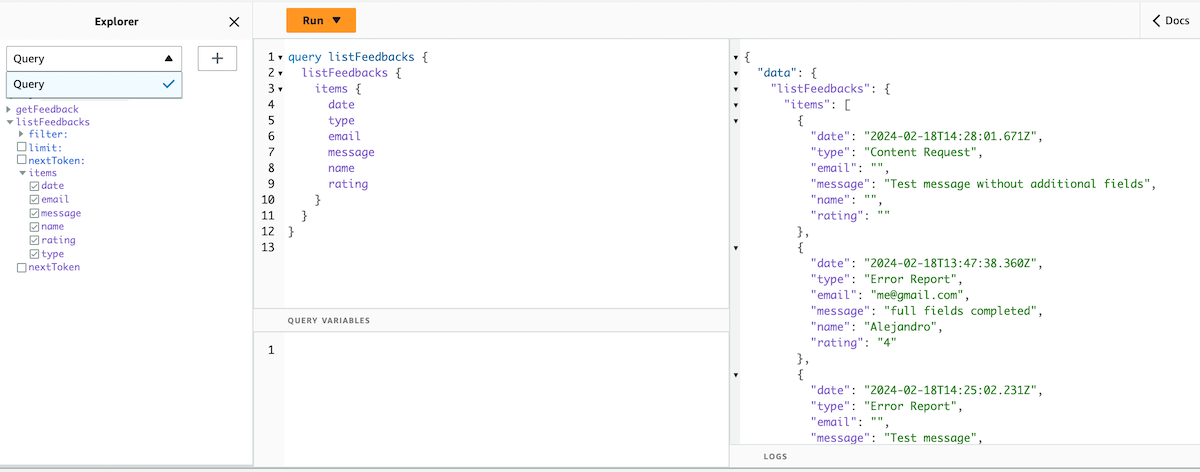 Explorer
Query
Query
getFeedback
listFeedbacks
filter:
limit:
nextToken:
items
date
email
message
name
rating
type
nextToken
Run
Docs
1 query listFeedbacks {
2 listFeedbacks {
3 items {
4 date
5 type
6 email
7 message
8 name
9 rating
10 }
11 }
12 }
13
QUERY VARIABLES
1
{
"data": {
"listFeedbacks": {
"items": [
{
"date": "2024-02-18T14:28:01.671Z",
"type": "Content Request",
"email": "",
"message": "Test message without additional fields",
"name": "",
"rating": ""
},
{
"date": "2024-02-18T13:47:38.360Z",
"type": "Error Report",
"email": "me@gmail.com",
"message": "full fields completed",
"name": "Alejandro",
"rating": "4"
},
{
"date": "2024-02-18T14:25:02.231Z",
"type": "Error Report",
"email": "",
"message": "Test message",
LOGS